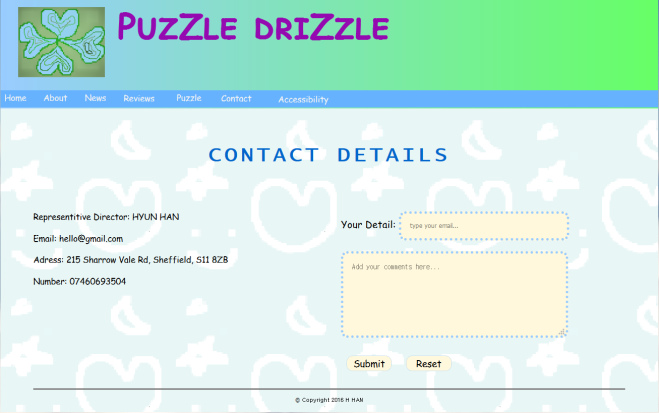 PuzZle driZzle
Home About News Reviews Puzzle Contact Accessibility
CONTACT DETAILS
Representitive Director: HYUN HAN
Email: hello@gmail.com
Adress: 215 Sharrow Vale Rd, Sheffield, S11 8ZB
Number: 07460693504
Your Detail: type your email...
Add your comments here...
Submit Reset
© Copyright 2016 H HAN